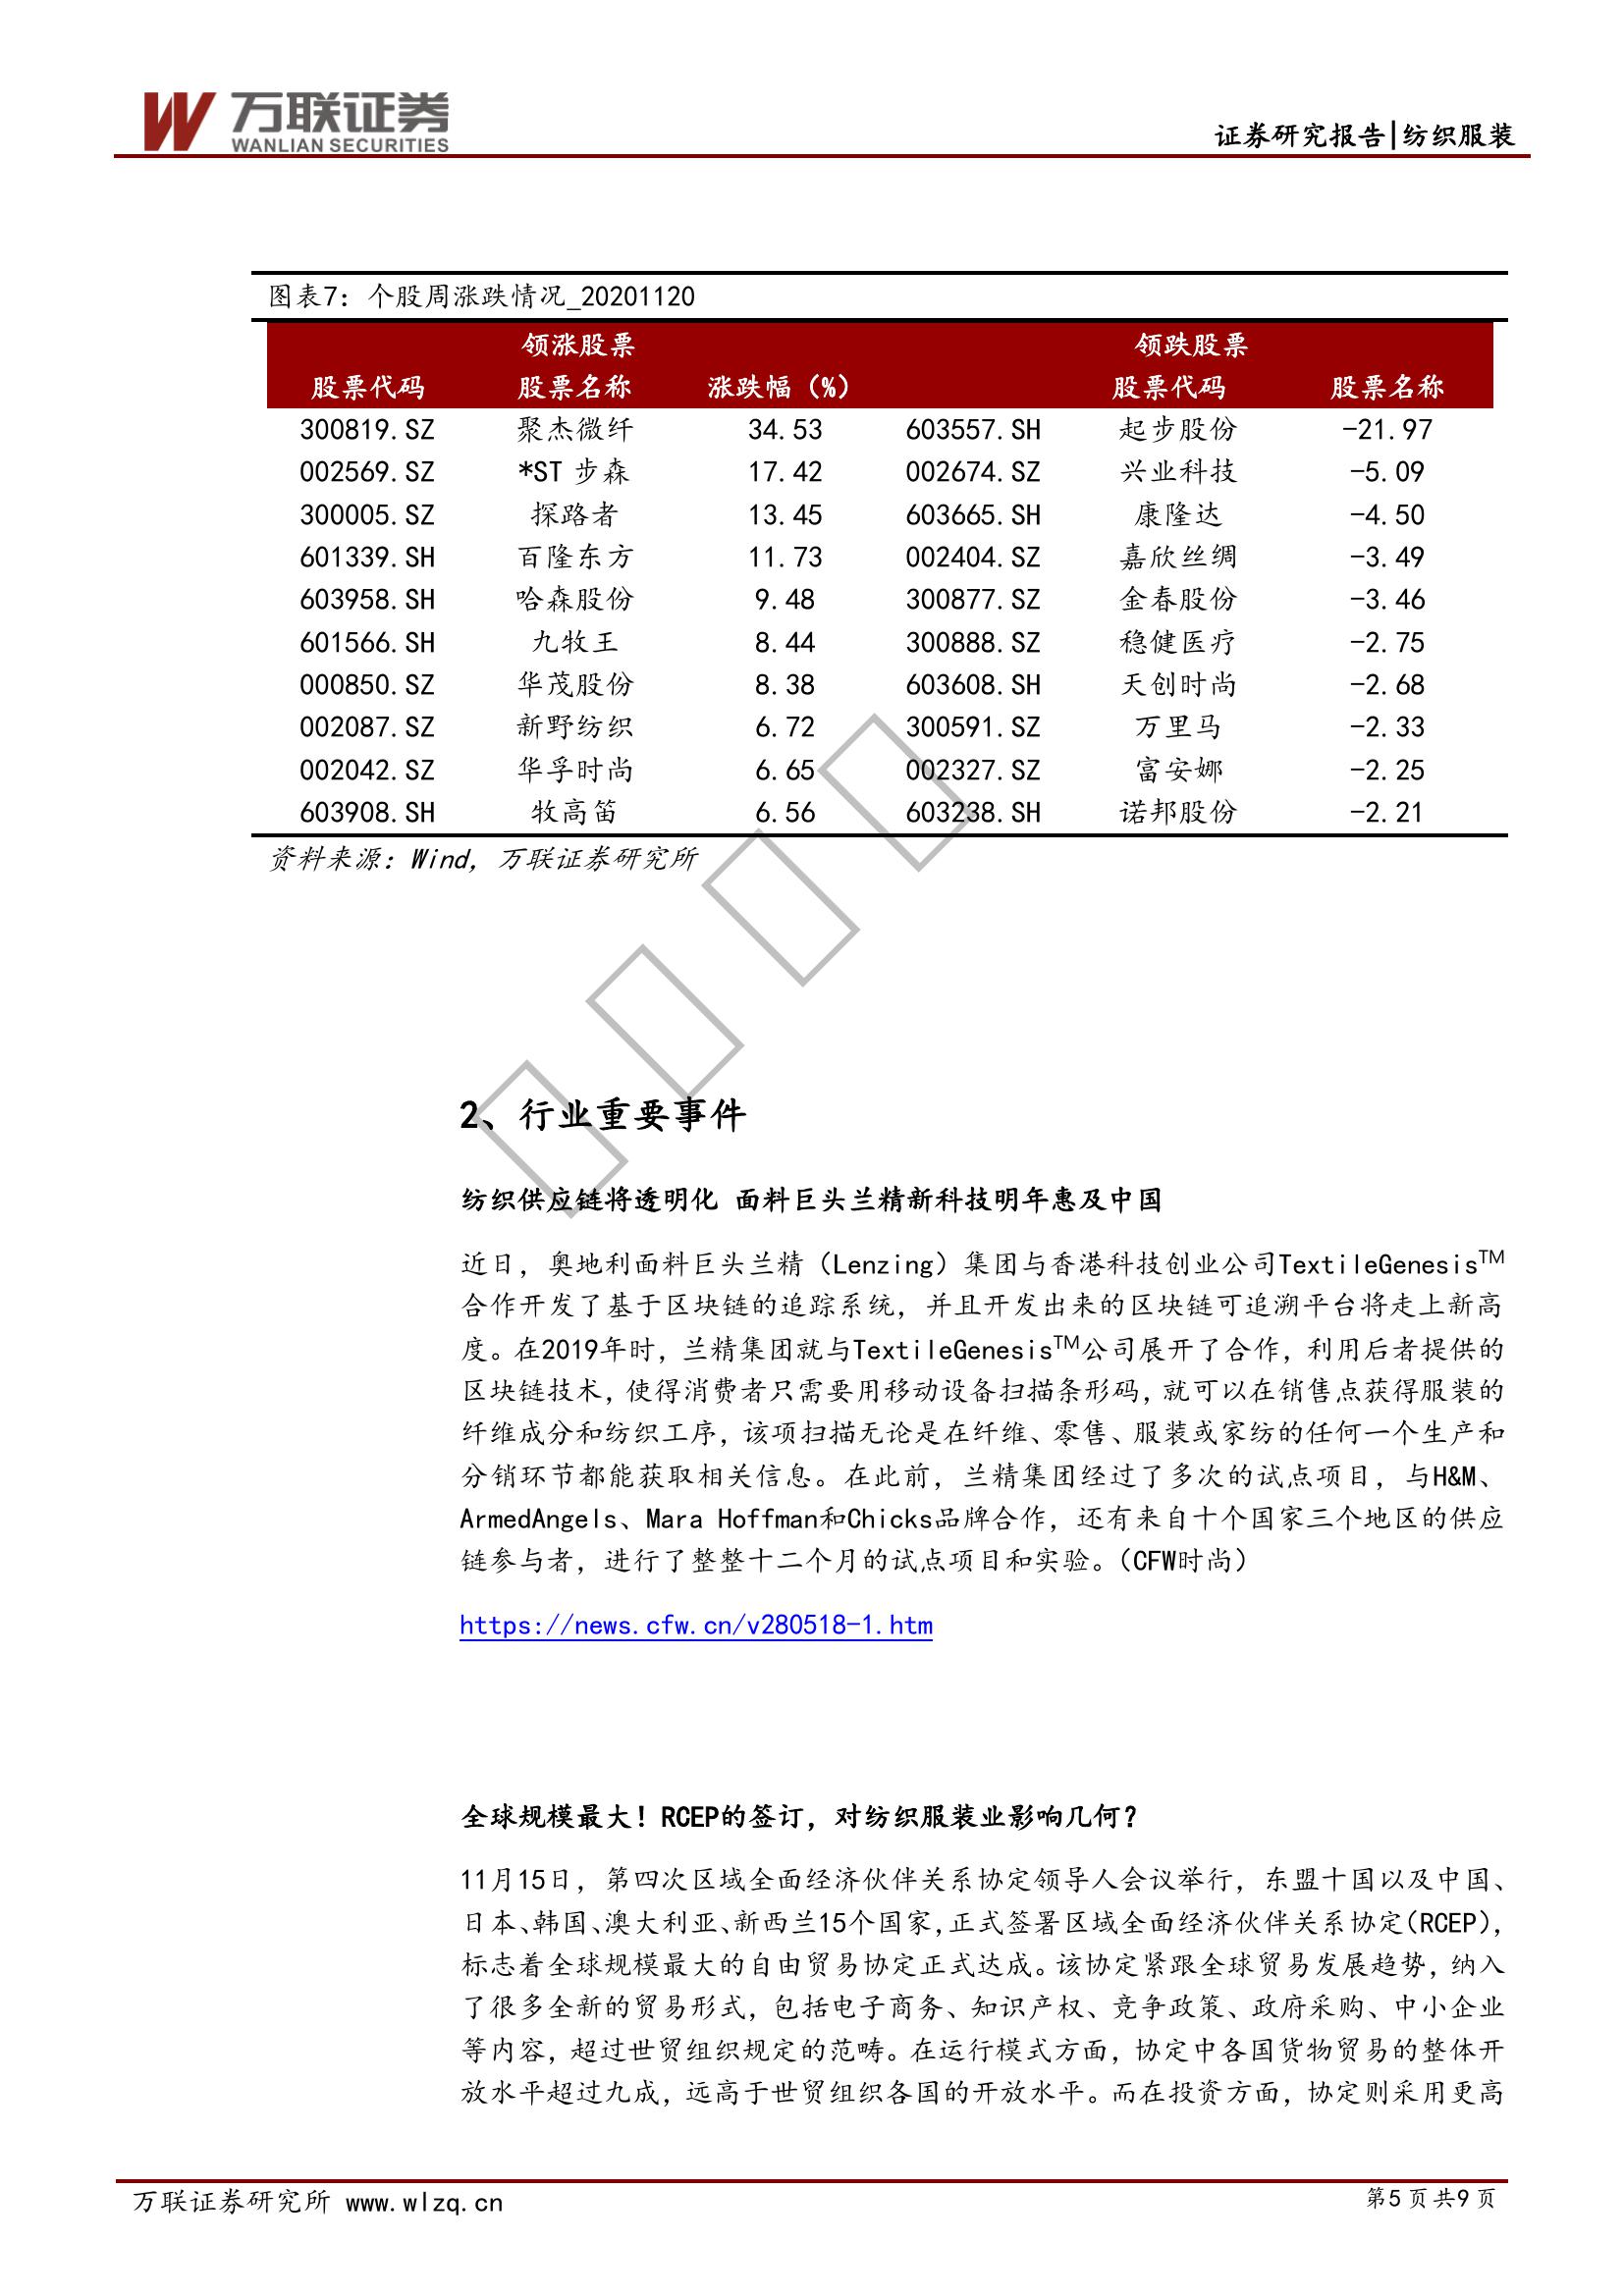 万联证券
WANLIAN SECURITIES
证券研究报告|纺织服装
图表7：个股周涨跌情况_20201120
领涨股票 领跌股票
股票代码 股票名称 涨跌幅（%） 股票代码 股票名称
300819.SZ 聚杰微纤 34.53 603557.SH 起步股份 -21.97
002569.SZ *ST 步森 17.42 002674.SZ 兴业科技 -5.09
300005.SZ 探路者 13.45 603665.SH 康隆达 -4.50
601339.SH 百隆东方 11.73 002404.SZ 嘉欣丝绸 -3.49
603958.SH 哈森股份 9.48 300877.SZ 金春股份 -3.46
601566.SH 九牧王 8.44 300888.SZ 稳健医疗 -2.75
000850.SZ 华茂股份 8.38 603608.SH 天创时尚 -2.68
002087.SZ 新野纺织 6.72 300591.SZ 万里马 -2.33
002042.SZ 华孚时尚 6.65 002327.SZ 富安娜 -2.25
603908.SH 牧高笛 6.56 603238.SH 诺邦股份 -2.21
资料来源：Wind，万联证券研究所
2、行业重要事件
纺织供应链将透明化 面料巨头兰精新科技明年惠及中国
近日，奥地利面料巨头兰精（Lenzing）集团与香港科技创业公司TextileGenesis™
合作开发了基于区块链的追踪系统，并且开发出来的区块链可追溯平台将走上新高
度。在2019年时，兰精集团就与TextileGenesis™公司展开了合作，利用后者提供的
区块链技术，使得消费者只需要用移动设备扫描条形码，就可以在销售点获得服装的
纤维成分和纺织工序，该项扫描无论是在纤维、零售、服装或家纺的任何一个生产和
分销环节都能获取相关信息。在此前，兰精集团经过了多次的试点项目，与H&M、
ArmedAngels、Mara Hoffman和Chicks品牌合作，还有来自十个国家三个地区的供应
链参与者，进行了整整十二个月的试点项目和实验。（CFW时尚）
https://news.cfw.cn/v280518-1.htm
全球规模最大！RCEP的签订，对纺织服装业影响几何？
11月15日，第四次区域全面经济伙伴关系协定领导人会议举行，东盟十国以及中国、
日本、韩国、澳大利亚、新西兰15个国家，正式签署区域全面经济伙伴关系协定（RCEP），
标志着全球规模最大的自由贸易协定正式达成。该协定紧跟全球贸易发展趋势，纳入
了很多全新的贸易形式，包括电子商务、知识产权、竞争政策、政府采购、中小企业
等内容，超过世贸组织规定的范畴。在运行模式方面，协定中各国货物贸易的整体开
放水平超过九成，远高于世贸组织各国的开放水平。而在投资方面，协定则采用更高
万联证券研究所 www.wlzq.cn
第5页共9页